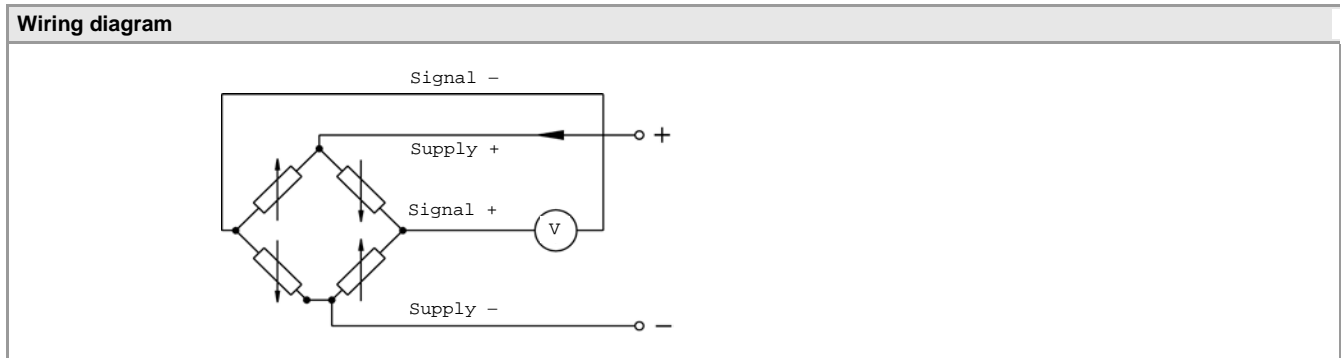 Wiring diagram
Signal −
+
Supply +
Signal +
V
Supply −
−